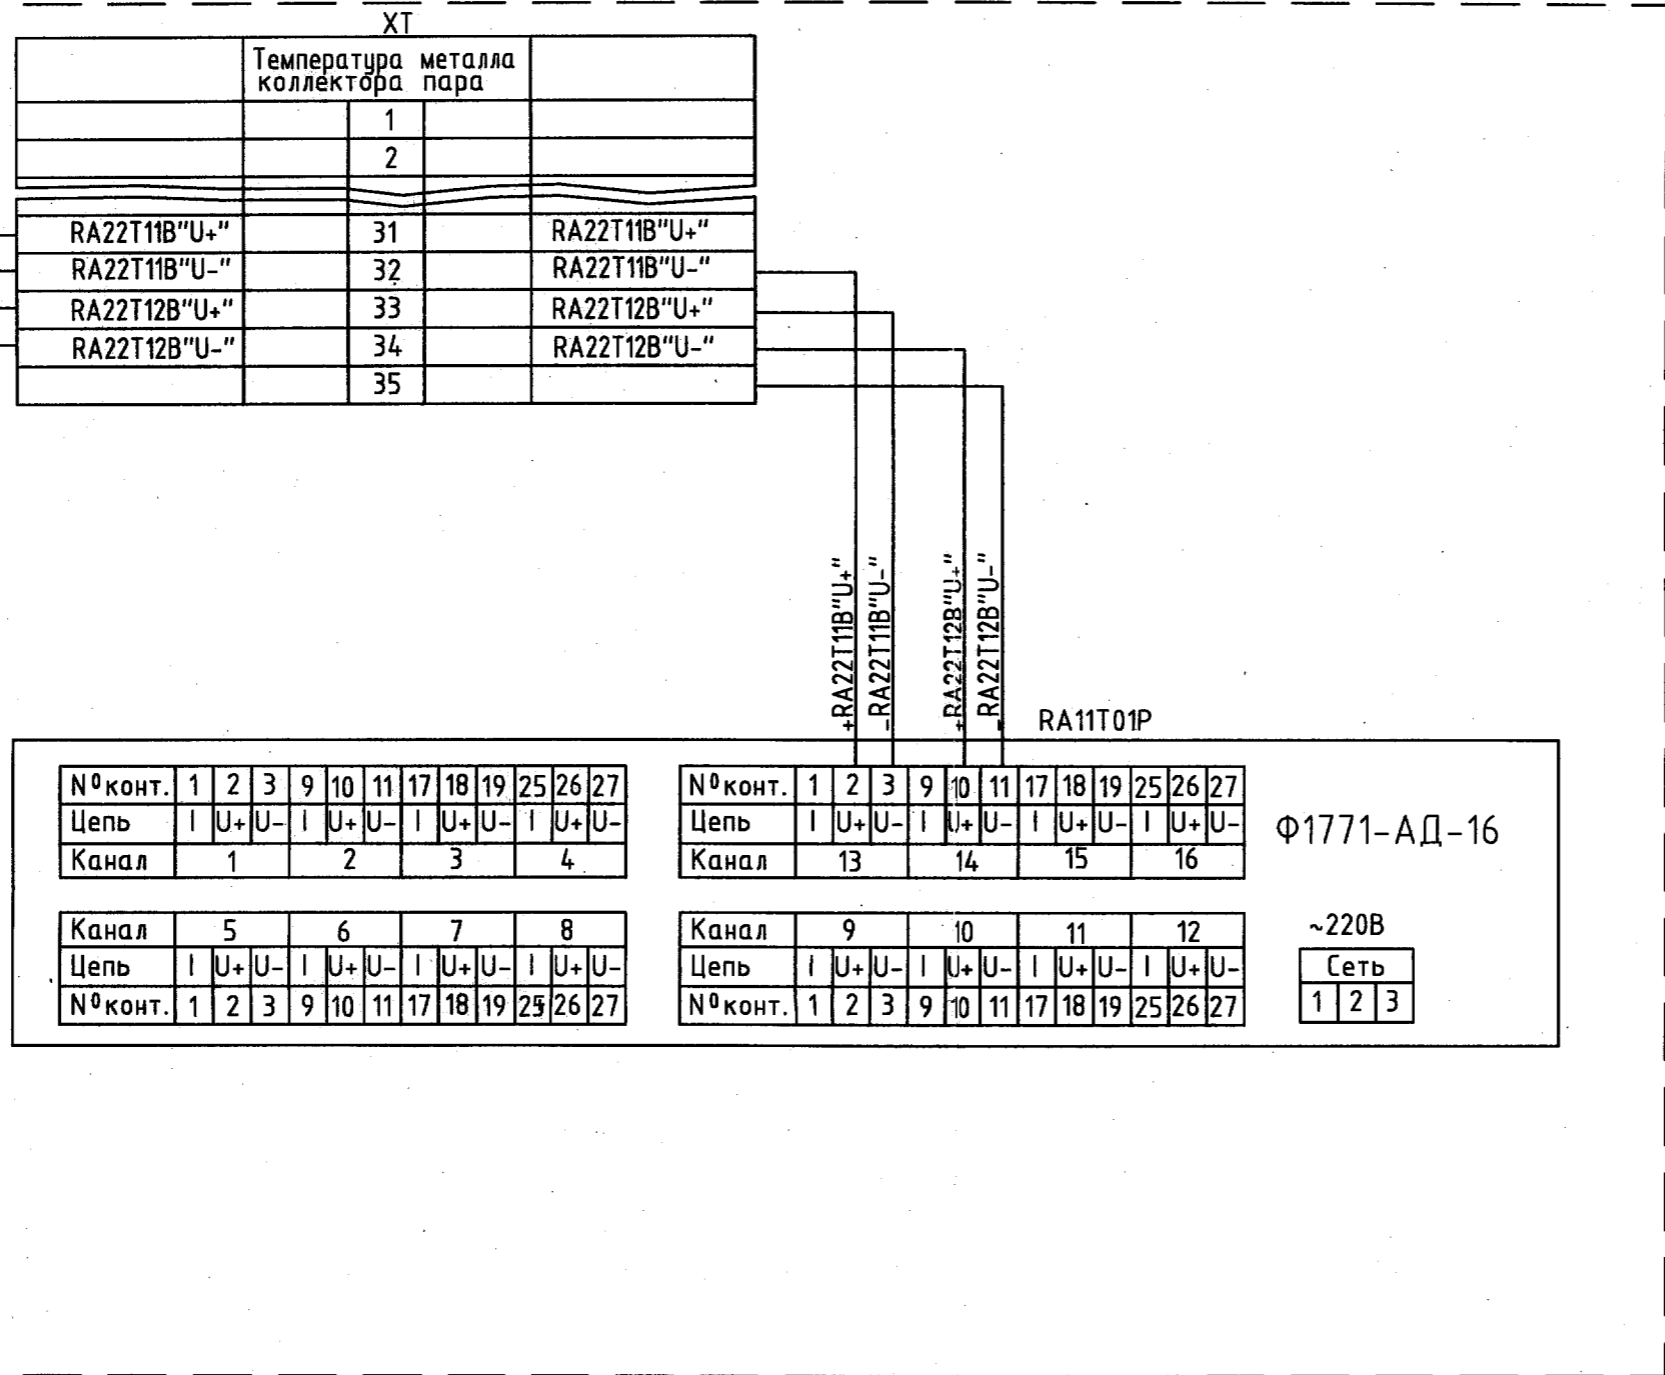 XT
Температура металла
коллектора пара
1
2
RA22T11B"U+" 31 RA22T11B"U+"
RA22T11B"U-" 32 RA22T11B"U-"
RA22T12B"U+" 33 RA22T12B"U+"
RA22T12B"U-" 34 RA22T12B"U-"
35
+RA22T11B"U+"
-RA22T11B"U-"
+RA22T12B"U+"
-RA22T12B"U-"
RA11T01P
N⁰конт. 1 2 3 9 10 11 17 18 19 25 26 27
Цепь I U+ U- I U+ U- I U+ U- I U+ U-
Канал 1 2 3 4
N⁰конт. 1 2 3 9 10 11 17 18 19 25 26 27
Цепь I U+ U- I U+ U- I U+ U- I U+ U-
Канал 13 14 15 16
Ф1771-АД-16
Канал 5 6 7 8
Цепь I U+ U- I U+ U- I U+ U- I U+ U-
N⁰конт. 1 2 3 9 10 11 17 18 19 25 26 27
Канал 9 10 11 12
Цепь I U+ U- I U+ U- I U+ U- I U+ U-
N⁰конт. 1 2 3 9 10 11 17 18 19 25 26 27
~220В
Сеть
1 2 3